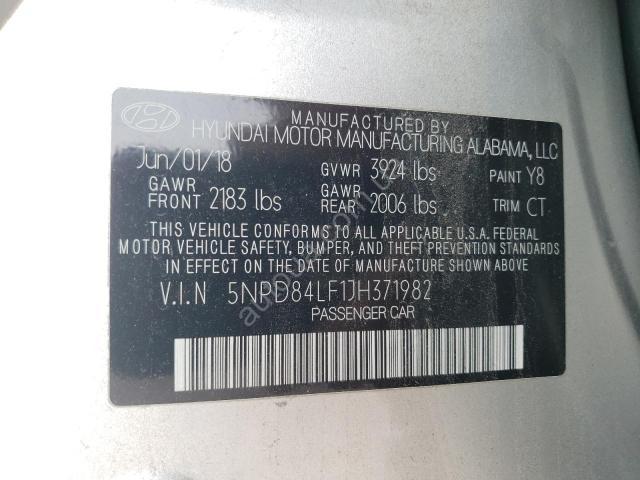 MANUFACTURED BY
HYUNDAI MOTOR MANUFACTURING ALABAMA, LLC
Jun/01/18 GVWR 3924 lbs PAINT Y8
GAWR FRONT 2183 lbs GAWR REAR 2006 lbs TRIM CT
THIS VEHICLE CONFORMS TO ALL APPLICABLE U.S.A. FEDERAL
MOTOR VEHICLE SAFETY, BUMPER, AND THEFT PREVENTION STANDARDS
IN EFFECT ON THE DATE OF MANUFACTURE SHOWN ABOVE.
V.I.N 5NPD84LF1JH371982
PASSENGER CAR